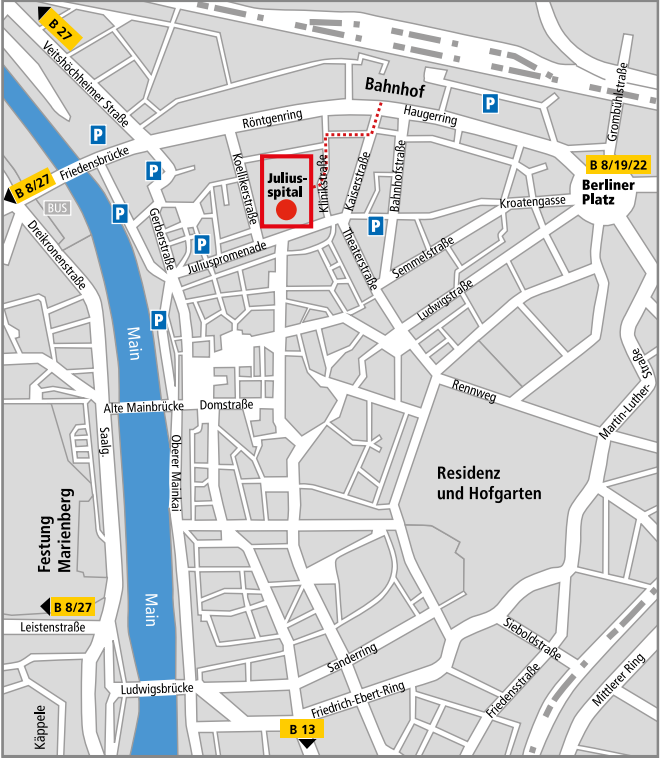 B 27
Veitshöchheimer Straße
Bahnhof
P
Grombühlstraße
Röntgenring
Haugerring
P
Friedensbrücke
Koellikerstraße
Julius-
spital
Klinikstraße
Kaiserstraße
Bahnhofstraße
B 8/19/22
Berliner
Platz
P
B 8/27
BUS
P
Gerberstraße
P
Kroatengasse
P
Dreikronenstraße
Juliuspromenade
Theaterstraße
Semmelstraße
Ludwigstraße
P
Main
Rennweg
Martin-Luther-
Straße
Alte Mainbrücke
Domstraße
Saalg.
Oberer Mainkai
Residenz
und Hofgarten
Festung
Marienberg
B 8/27
Main
Leistenstraße
Sieboldstraße
Sanderring
Ludwigsbrücke
Friedrich-Ebert-Ring
Friedensstraße
Mittlerer Ring
Käppele
B 13